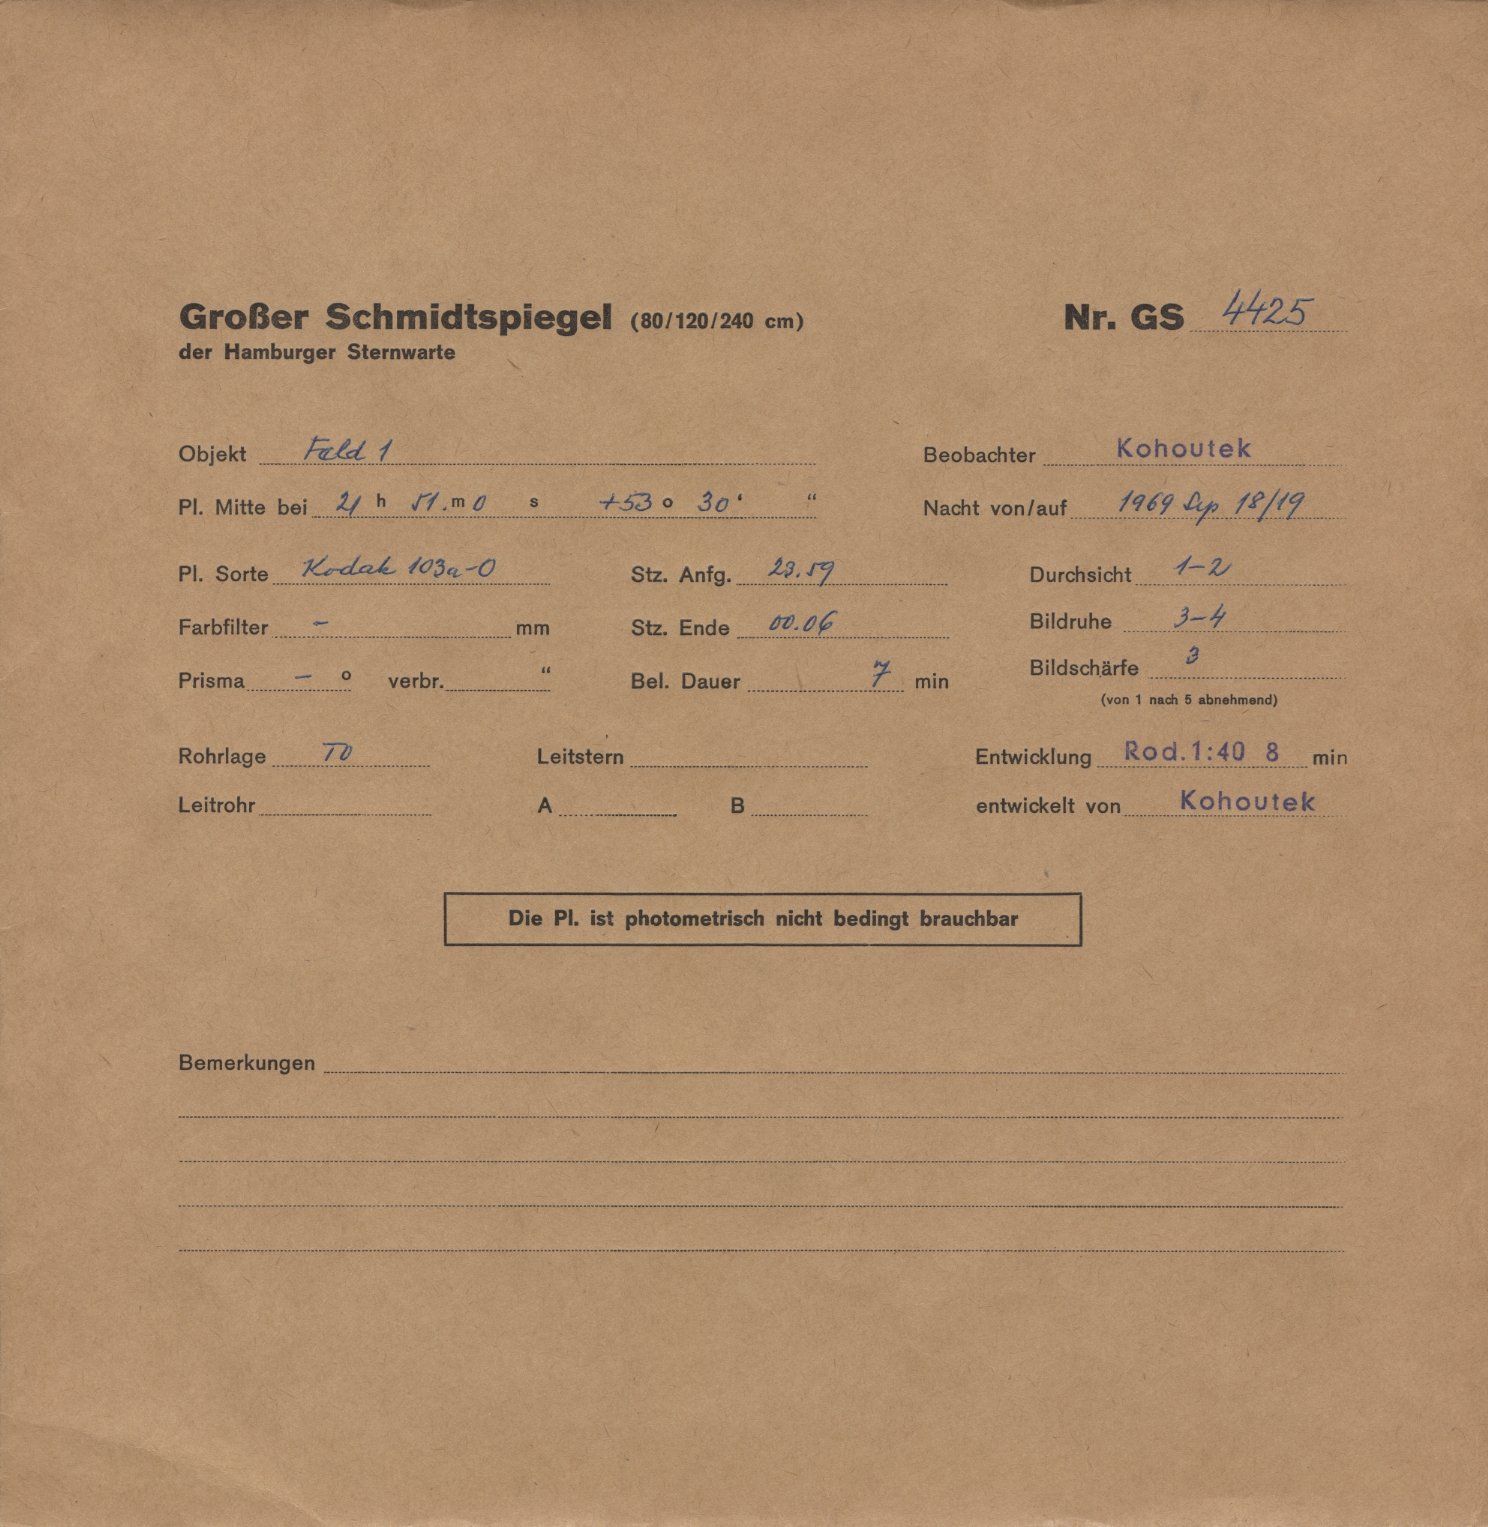 Großer Schmidtspiegel (80/120/240 cm) Nr. GS 4425
der Hamburger Sternwarte
Objekt Feld 1 Beobachter Kohoutek
Pl. Mitte bei 21 h 51. m 0 s +53 o 30 ‘ “ Nacht von/auf 1969 Sep 18/19
Pl. Sorte Kodak 103a-O Stz. Anfg. 23.59 Durchsicht 1-2
Farbfilter - mm Stz. Ende 00.06 Bildruhe 3-4
Prisma - o verbr. “ Bel. Dauer 7 min Bildschärfe 3
(von 1 nach 5 abnehmend)
Rohrlage TO Leitstern Entwicklung Rod. 1:40 8 min
Leitrohr A B entwickelt von Kohoutek
Die Pl. ist photometrisch nicht bedingt brauchbar
Bemerkungen